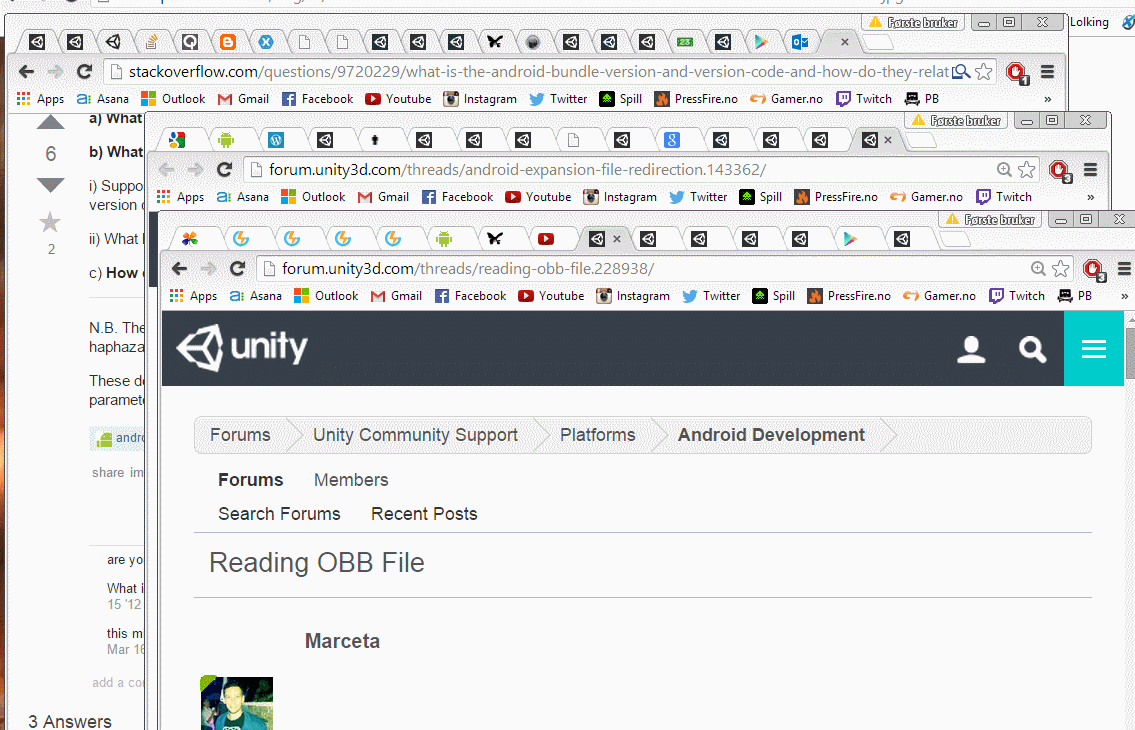 Første bruker
Lolking
stackoverflow.com/questions/9720229/what-is-the-android-bundle-version-and-version-code-and-how-do-they-relat
1
Apps Asana Outlook Gmail Facebook Youtube Instagram Twitter Spill PressFire.no Gamer.no Twitch PB »
a) What
6
b) What
i) Suppo
version c
2
ii) What
c) How
N.B. The
haphaza
These de
paramete
andro
share im
are yo
What i
15 '12
this m
Mar 16
add a co
3 Answers
23
Første bruker
forum.unity3d.com/threads/android-expansion-file-redirection.143362/
3
Apps Asana Outlook Gmail Facebook Youtube Instagram Twitter Spill PressFire.no Gamer.no Twitch »
Første bruker
forum.unity3d.com/threads/reading-obb-file.228938/
3
Apps Asana Outlook Gmail Facebook Youtube Instagram Twitter Spill PressFire.no Gamer.no Twitch PB »
unity
Forums Unity Community Support Platforms Android Development
Forums Members
Search Forums Recent Posts
Reading OBB File
Marceta